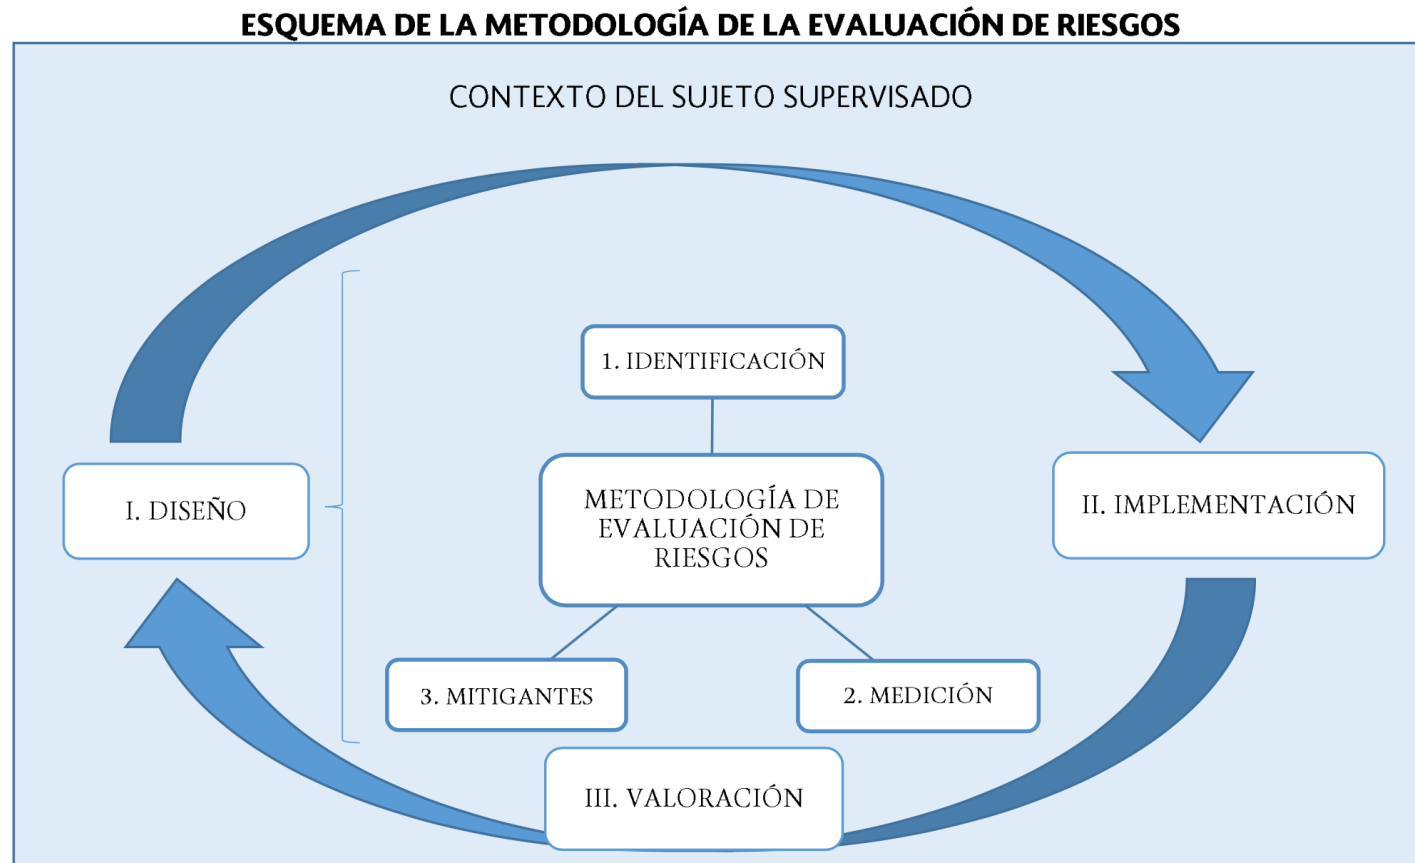 ESQUEMA DE LA METODOLOGÍA DE LA EVALUACIÓN DE RIESGOS
CONTEXTO DEL SUJETO SUPERVISADO
1. IDENTIFICACIÓN
I. DISEÑO
METODOLOGÍA DE
EVALUACIÓN DE
RIESGOS
II. IMPLEMENTACIÓN
3. MITIGANTES
2. MEDICIÓN
III. VALORACIÓN